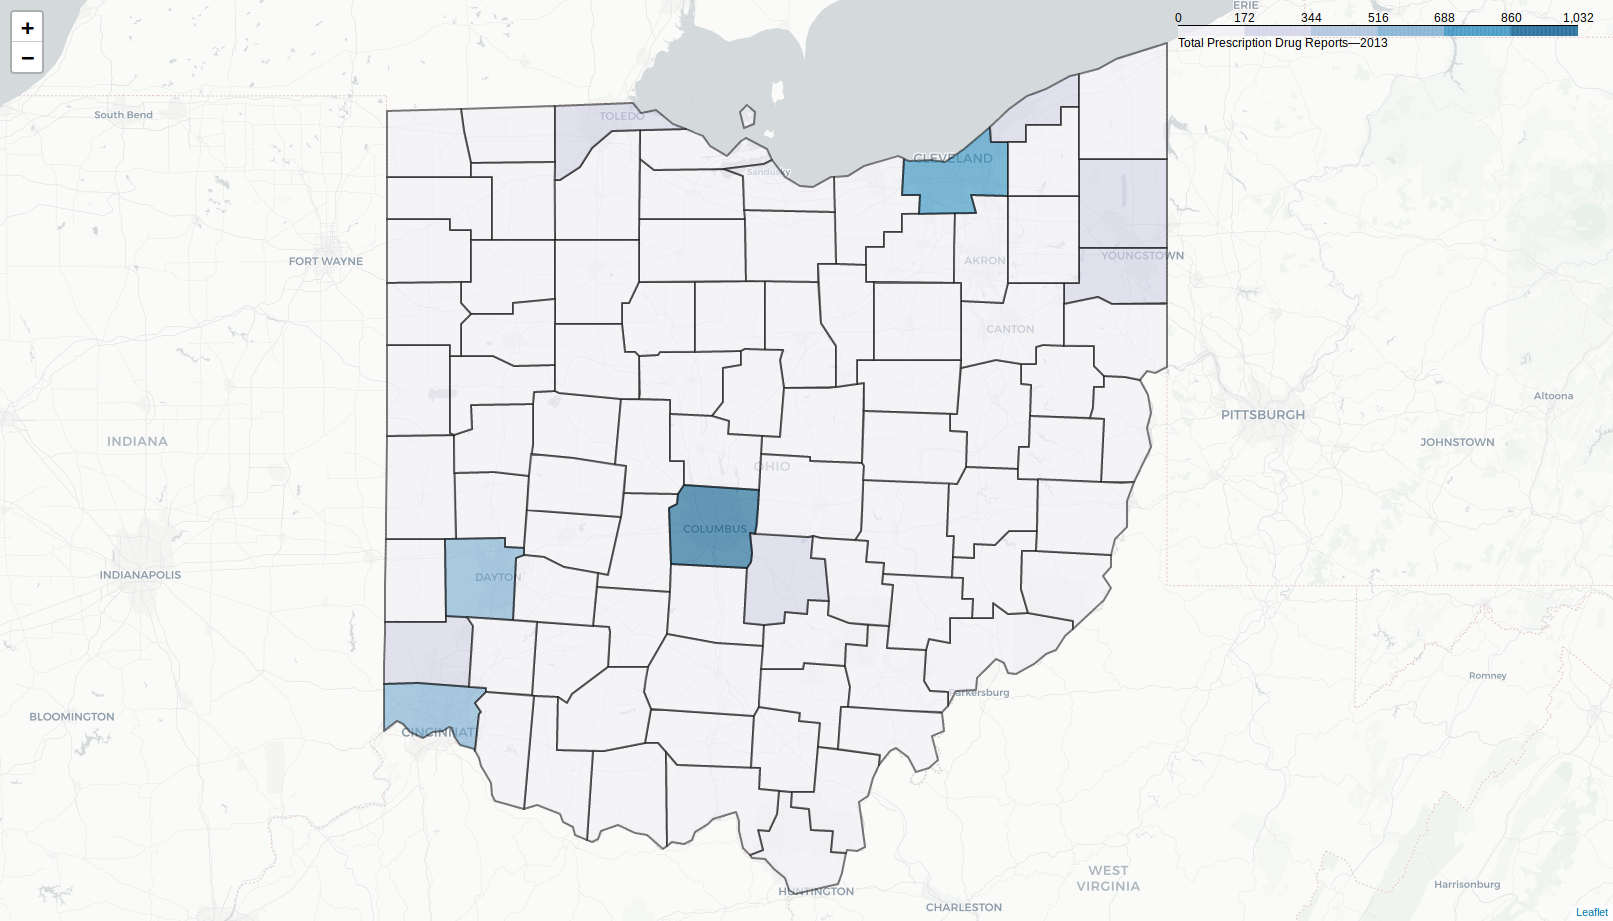 +
−
ERIE
0 172 344 516 688 860 1,032
Total Prescription Drug Reports—2013
South Bend
TOLEDO
CLEVELAND
Sandusky
FORT WAYNE
AKRON
YOUNGSTOWN
CANTON
Altoona
PITTSBURGH
JOHNSTOWN
INDIANA
OHIO
COLUMBUS
INDIANAPOLIS
DAYTON
Romney
arkersburg
BLOOMINGTON
CINCINNAT
WEST
VIRGINIA
Harrisonburg
HUNTINGTON
CHARLESTON
Leaflet